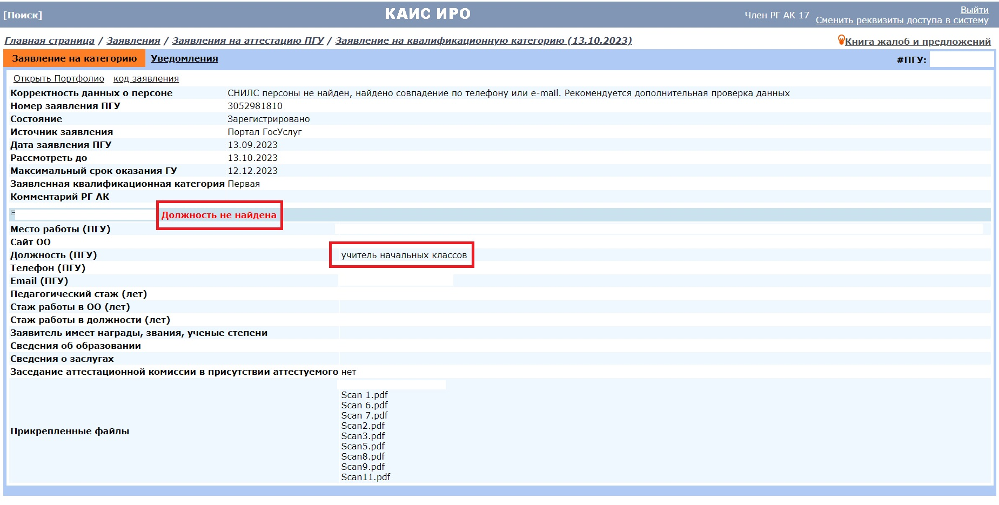 [Поиск] КАИС ИРО Член РГ АК 17 Выйти
Сменить реквизиты доступа в систему
Главная страница / Заявления / Заявления на аттестацию ПГУ / Заявление на квалификационную категорию (13.10.2023) Книга жалоб и предложений
Заявление на категорию Уведомления #ПГУ:
Открыть Портфолио код заявления
Корректность данных о персоне СНИЛС персоны не найден, найдено совпадение по телефону или e-mail. Рекомендуется дополнительная проверка данных
Номер заявления ПГУ 3052981810
Состояние Зарегистрировано
Источник заявления Портал ГосУслуг
Дата заявления ПГУ 13.09.2023
Рассмотреть до 13.10.2023
Максимальный срок оказания ГУ 12.12.2023
Заявленная квалификационная категория Первая
Комментарий РГ АК
Должность не найдена
Место работы (ПГУ)
Сайт ОО
Должность (ПГУ) учитель начальных классов
Телефон (ПГУ)
Email (ПГУ)
Педагогический стаж (лет)
Стаж работы в ОО (лет)
Стаж работы в должности (лет)
Заявитель имеет награды, звания, ученые степени
Сведения об образовании
Сведения о заслугах
Заседание аттестационной комиссии в присутствии аттестуемого нет
Прикрепленные файлы
Scan 1.pdf
Scan 6.pdf
Scan 7.pdf
Scan2.pdf
Scan3.pdf
Scan5.pdf
Scan8.pdf
Scan9.pdf
Scan11.pdf